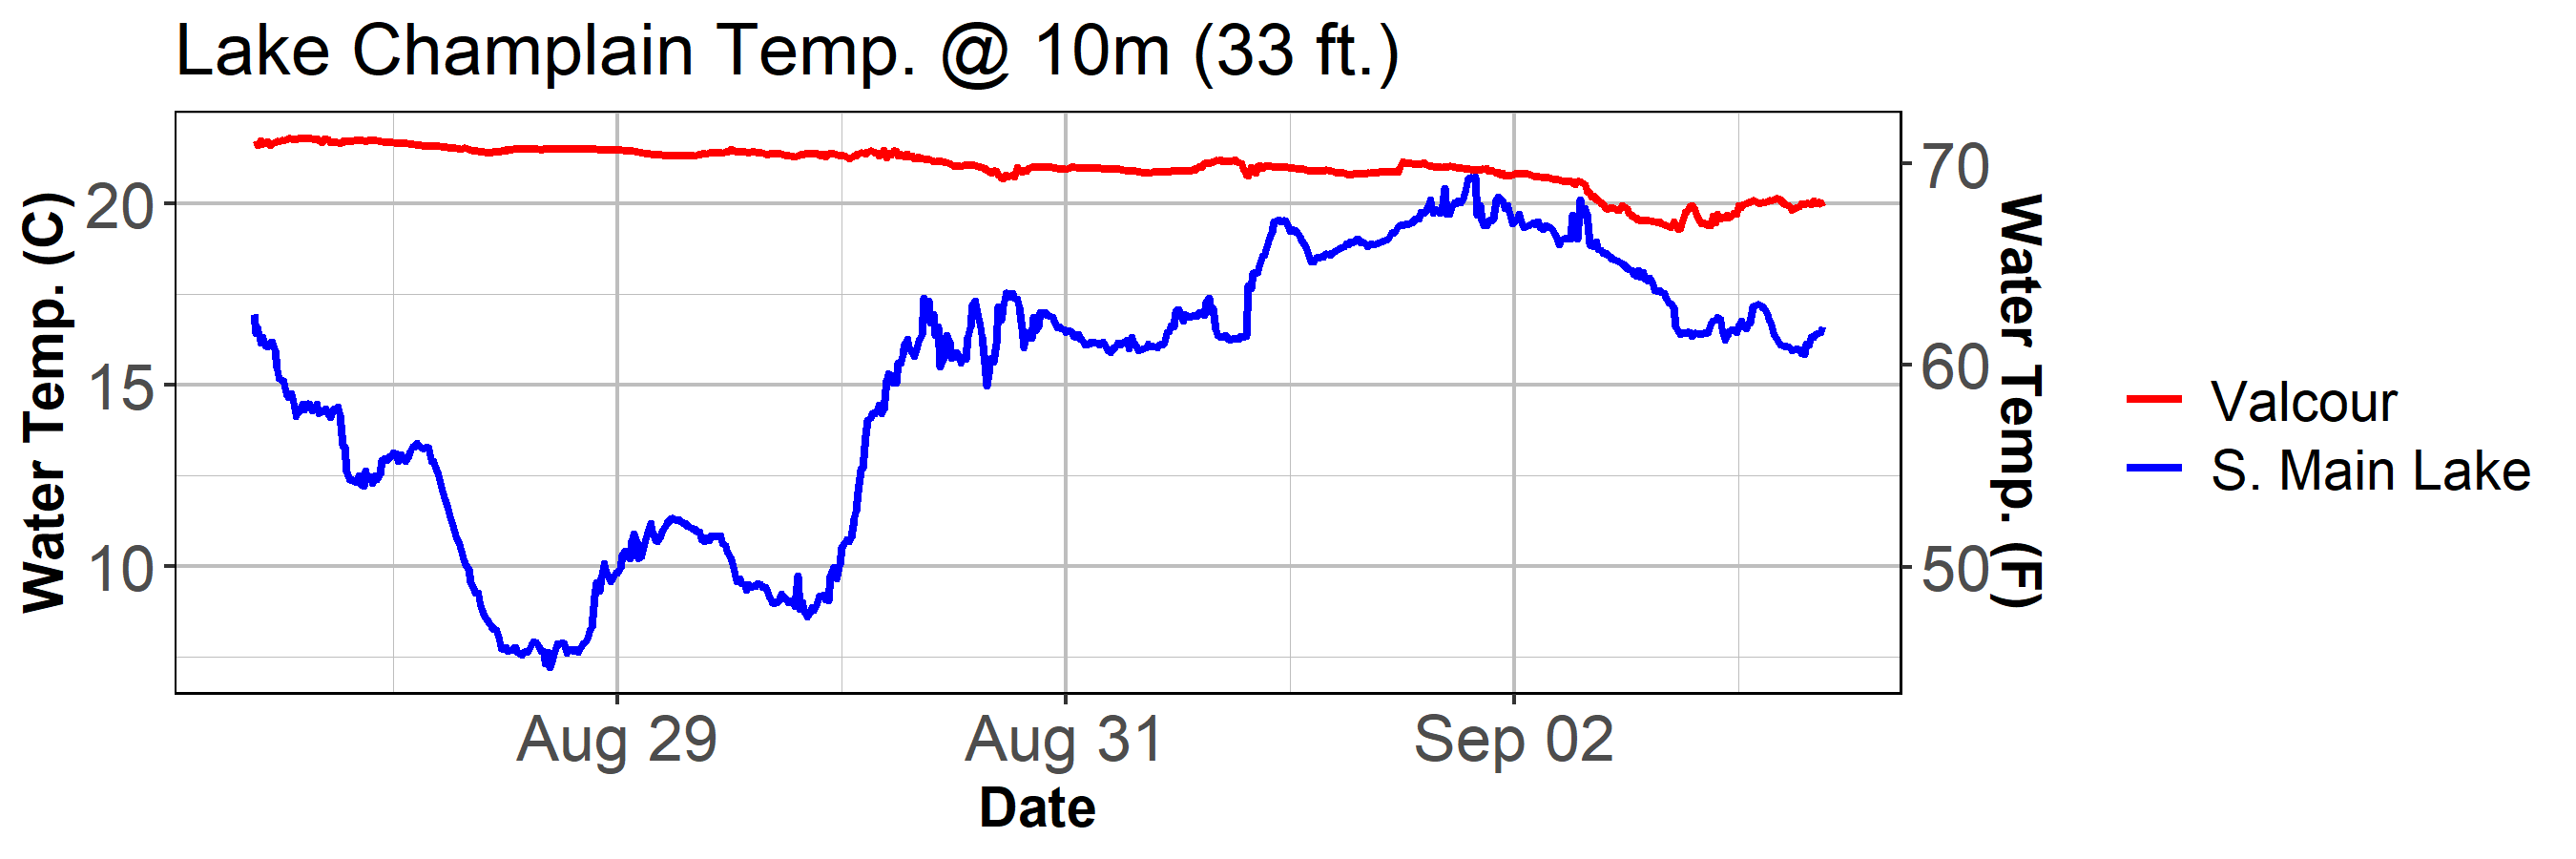 Lake Champlain Temp. @ 10m (33 ft.)
Water Temp. (C)
20
15
10
70
60
50
Water Temp. (F)
Aug 29
Aug 31
Sep 02
Date
Valcour
S. Main Lake